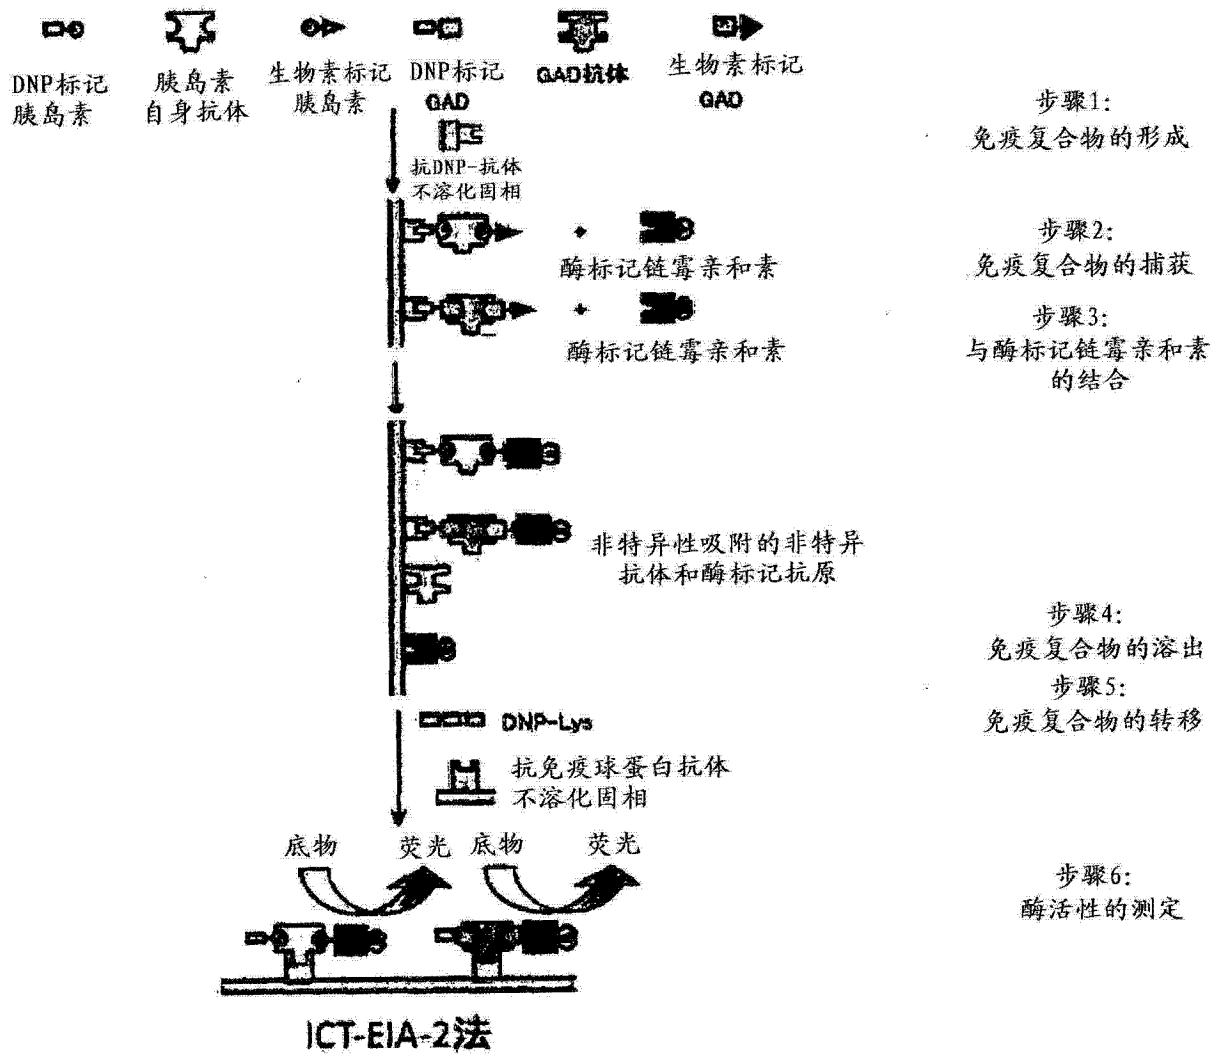 DNP标记
胰岛素
胰岛素
自身抗体
生物素标记
胰岛素
DNP标记
GAD
GAD抗体
生物素标记
GAD
步骤1:
免疫复合物的形成
抗DNP-抗体
不溶化固相
步骤2:
免疫复合物的捕获
酶标记链霉亲和素
步骤3:
与酶标记链霉亲和素
的结合
酶标记链霉亲和素
非特异性吸附的非特异
抗体和酶标记抗原
步骤4:
免疫复合物的溶出
步骤5:
免疫复合物的转移
DNP-Lys
抗免疫球蛋白抗体
不溶化固相
底物
荧光
底物
荧光
步骤6:
酶活性的测定
ICT-EIA-2法